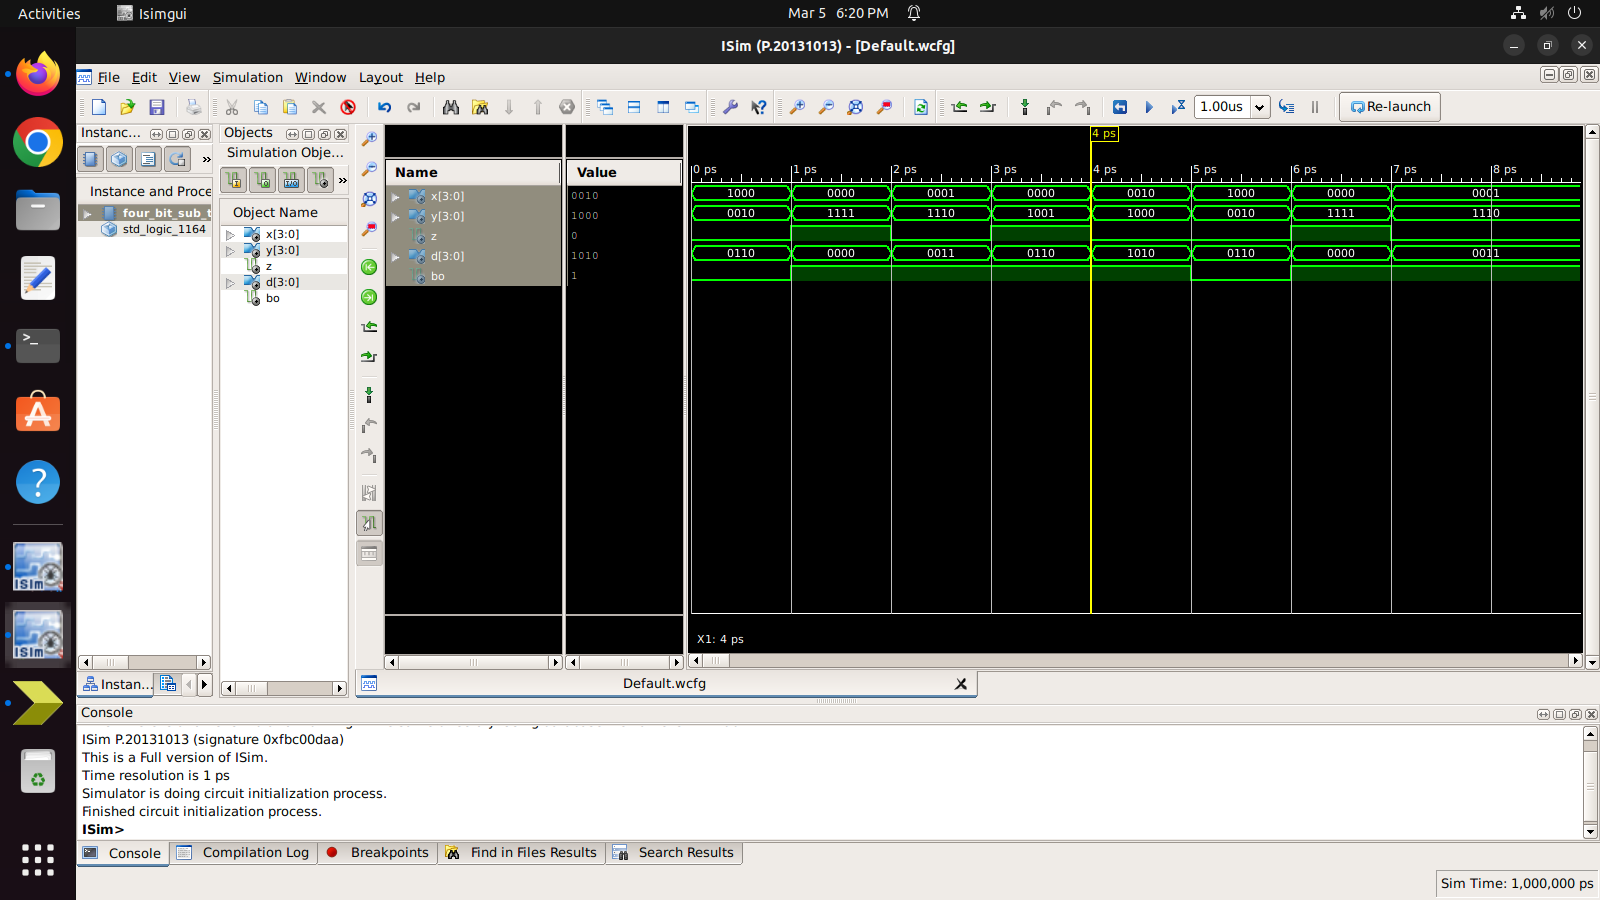 Activities
Isimgui
Mar 5 6:20 PM
ISim (P.20131013) - [Default.wcfg]
File Edit View Simulation Window Layout Help
1.00us
Re-launch
Instanc...
Objects
Simulation Obje...
»
»
Instance and Proce
four_bit_sub_t
std_logic_1164
Object Name
x[3:0]
y[3:0]
z
d[3:0]
bo
Name Value
x[3:0] 0010
y[3:0] 1000
z 0
d[3:0] 1010
bo 1
4 ps
0 ps 1 ps 2 ps 3 ps 4 ps 5 ps 6 ps 7 ps 8 ps
1000 0000 0001 0000 0010 1000 0000 0001
0010 1111 1110 1001 1000 0010 1111 1110
0110 0000 0011 0110 1010 0110 0000 0011
X1: 4 ps
Instan...
Default.wcfg
Console
ISim P.20131013 (signature 0xfbc00daa)
This is a Full version of ISim.
Time resolution is 1 ps
Simulator is doing circuit initialization process.
Finished circuit initialization process.
ISim>
Console Compilation Log Breakpoints Find in Files Results Search Results
Sim Time: 1,000,000 ps
ISim
ISim